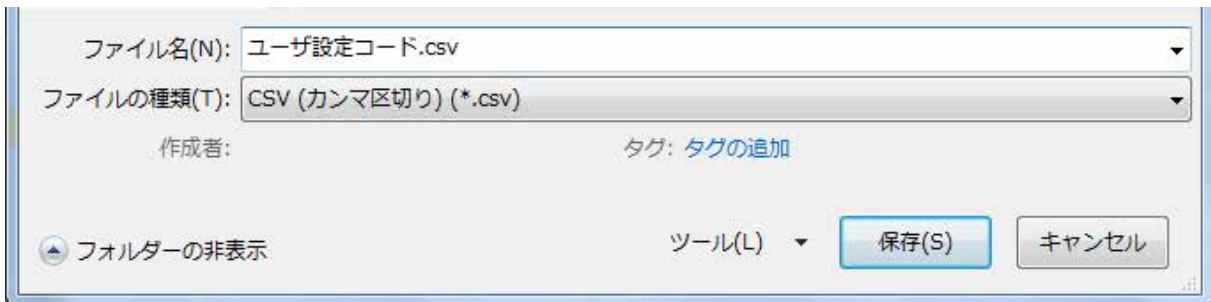 ファイル名(N): ユーザ設定コード.csv
ファイルの種類(T): CSV (カンマ区切り) (*.csv)
作成者: タグ: タグの追加
フォルダーの非表示 ツール(L) 保存(S) キャンセル